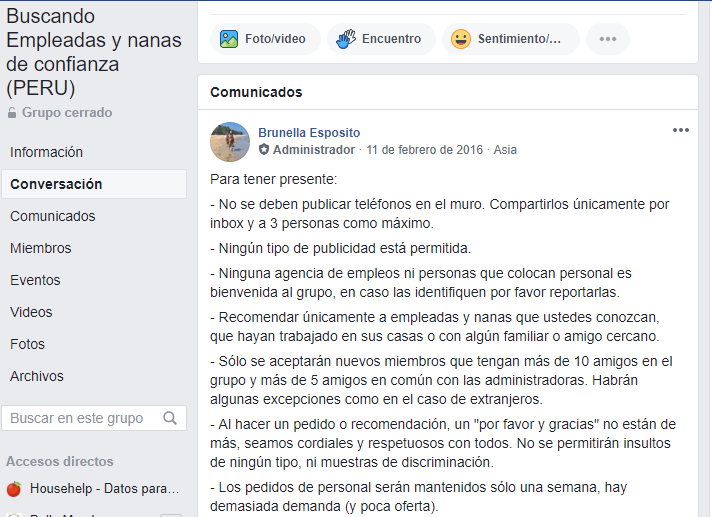 Buscando
Empleadas y nanas
de confianza
(PERU)
Grupo cerrado
Información
Conversación
Comunicados
Miembros
Eventos
Videos
Fotos
Archivos
Buscar en este grupo
Accesos directos
Househelp - Datos para...
Foto/video
Encuentro
Sentimiento/...
Comunicados
Brunella Esposito
Administrador · 11 de febrero de 2016 · Asia
Para tener presente:
- No se deben publicar teléfonos en el muro. Compartirlos únicamente por
inbox y a 3 personas como máximo.
- Ningún tipo de publicidad está permitida.
- Ninguna agencia de empleos ni personas que colocan personal es
bienvenida al grupo, en caso las identifiquen por favor reportarlas.
- Recomendar únicamente a empleadas y nanas que ustedes conozcan,
que hayan trabajado en sus casas o con algún familiar o amigo cercano.
- Sólo se aceptarán nuevos miembros que tengan más de 10 amigos en el
grupo y más de 5 amigos en común con las administradoras. Habrán
algunas excepciones como en el caso de extranjeros.
- Al hacer un pedido o recomendación, un "por favor y gracias" no están de
más, seamos cordiales y respetuosos con todos. No se permitirán insultos
de ningún tipo, ni muestras de discriminación.
- Los pedidos de personal serán mantenidos sólo una semana, hay
demasiada demanda (y poca oferta).